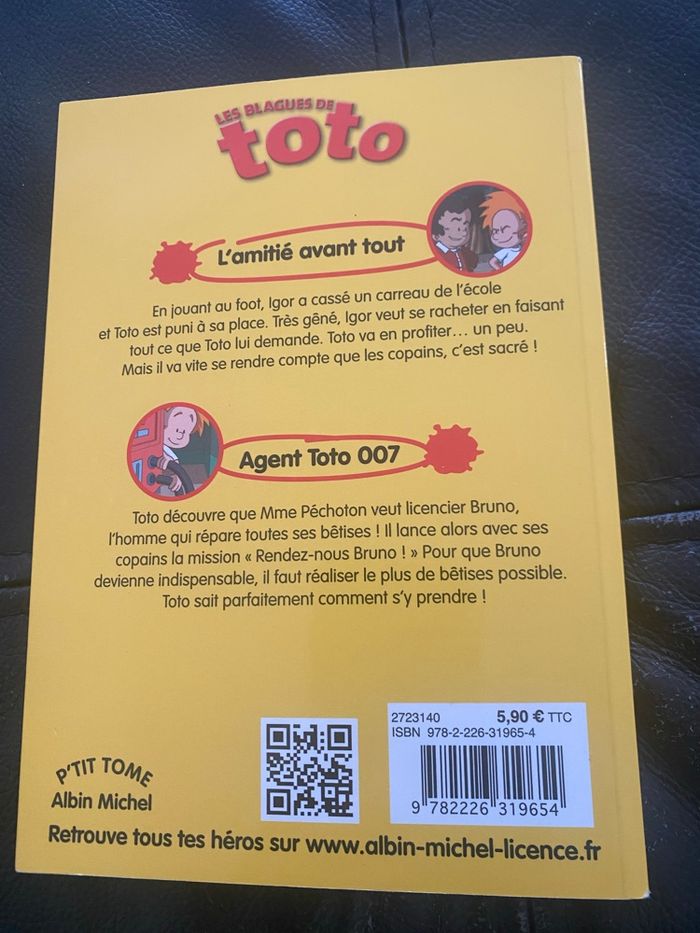 LES BLAGUES DE
toto
L'amitié avant tout
En jouant au foot, Igor a cassé un carreau de l'école
et Toto est puni à sa place. Très gêné, Igor veut se racheter en faisant
tout ce que Toto lui demande. Toto va en profiter... un peu.
Mais il va vite se rendre compte que les copains, c'est sacré !
Agent Toto 007
Toto découvre que Mme Péchoton veut licencier Bruno,
l'homme qui répare toutes ses bêtises ! Il lance alors avec ses
copains la mission « Rendez-nous Bruno ! » Pour que Bruno
devienne indispensable, il faut réaliser le plus de bêtises possible.
Toto sait parfaitement comment s'y prendre !
P'TIT TOME
Albin Michel
2723140 5,90 € TTC
ISBN 978-2-226-31965-4
9 782226 319654
Retrouve tous tes héros sur www.albin-michel-licence.fr